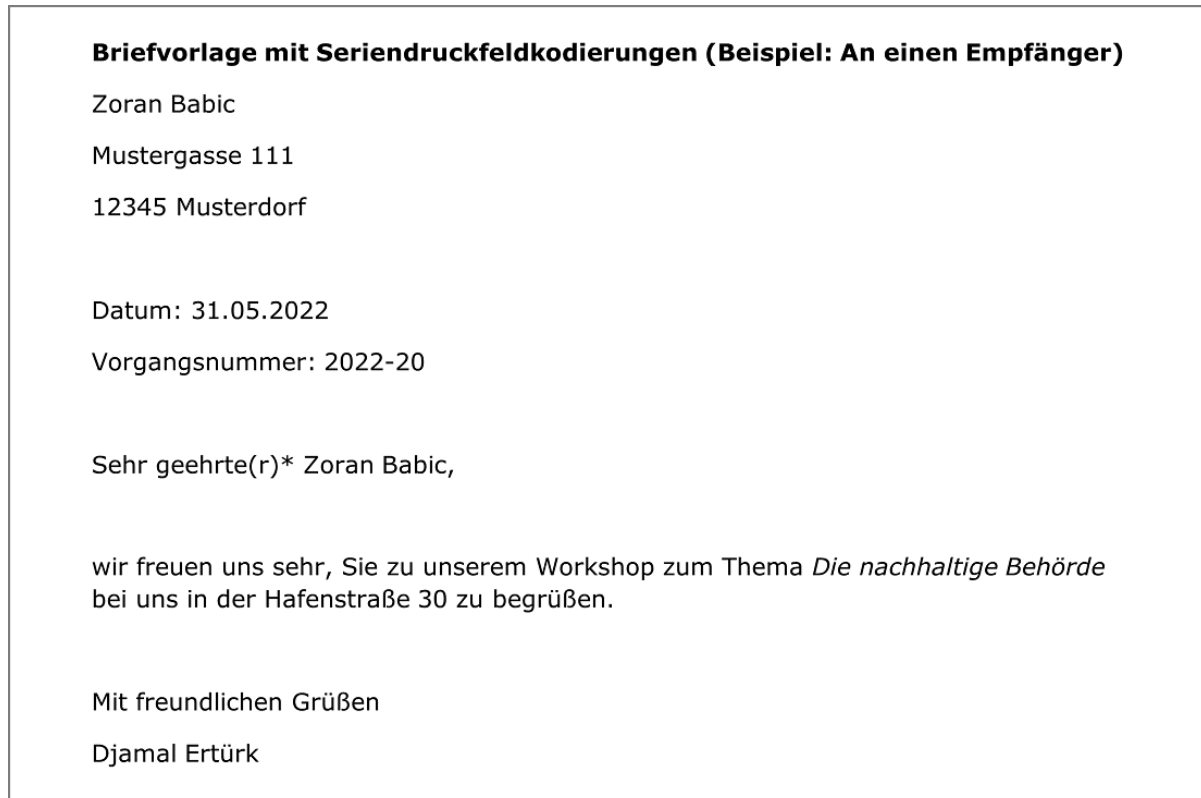 Briefvorlage mit Seriendruckfeldkodierungen (Beispiel: An einen Empfänger)
Zoran Babic
Mustergasse 111
12345 Musterdorf
Datum: 31.05.2022
Vorgangsnummer: 2022-20
Sehr geehrte(r)* Zoran Babic,
wir freuen uns sehr, Sie zu unserem Workshop zum Thema Die nachhaltige Behörde
bei uns in der Hafenstraße 30 zu begrüßen.
Mit freundlichen Grüßen
Djamal Ertürk